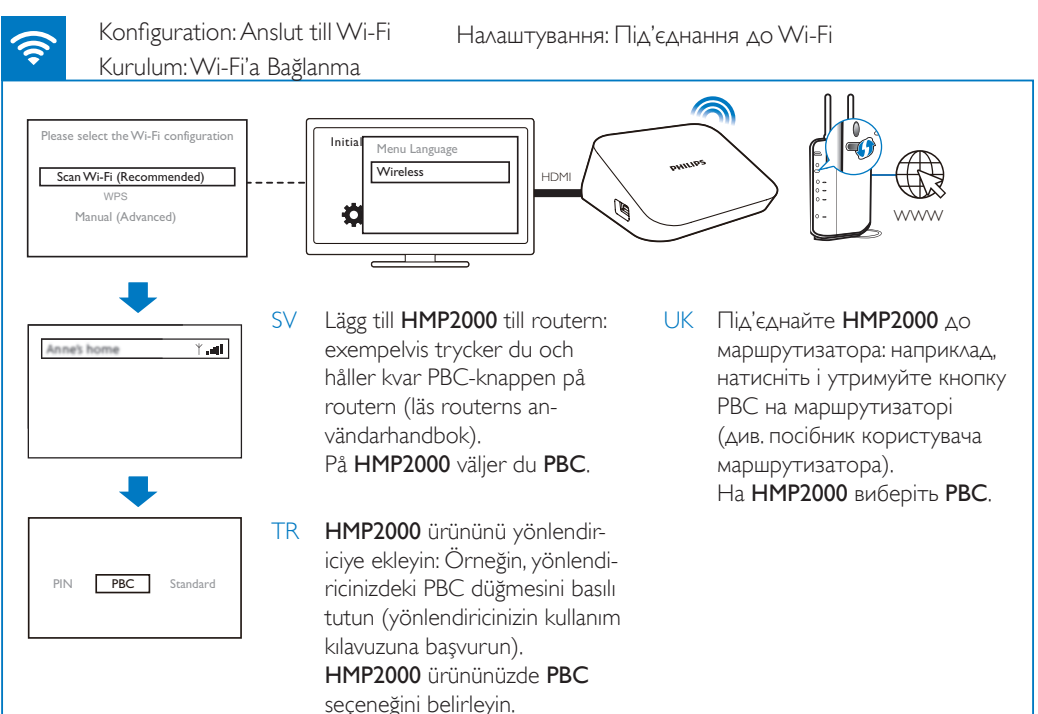 Konfiguration: Anslut till Wi-Fi
Kurulum: Wi-Fi'a Bağlanma
Налаштування: Під'єднання до Wi-Fi
Please select the Wi-Fi configuration
Scan Wi-Fi (Recommended)
WPS
Manual (Advanced)
Initial
Menu Language
Wireless
HDMI
PHILIPS
WWW
Anne's home
PIN PBC Standard
SV Lägg till HMP2000 till routern:
exempelvis trycker du och
håller kvar PBC-knappen på
routern (läs routerns an-
vändarhandbok).
På HMP2000 väljer du PBC.
TR HMP2000 ürününü yönlendir-
iciye ekleyin: Örneğin, yönlendi-
ricinizdeki PBC düğmesini basılı
tutun (yönlendiricinizin kullanım
kılavuzuna başvurun).
HMP2000 ürününüzde PBC
seçeneğini belirleyin.
UK Під'єднайте HMP2000 до
маршрутизатора: наприклад,
натисніть і утримуйте кнопку
PBC на маршрутизаторі
(див. посібник користувача
маршрутизатора).
На HMP2000 виберіть PBC.